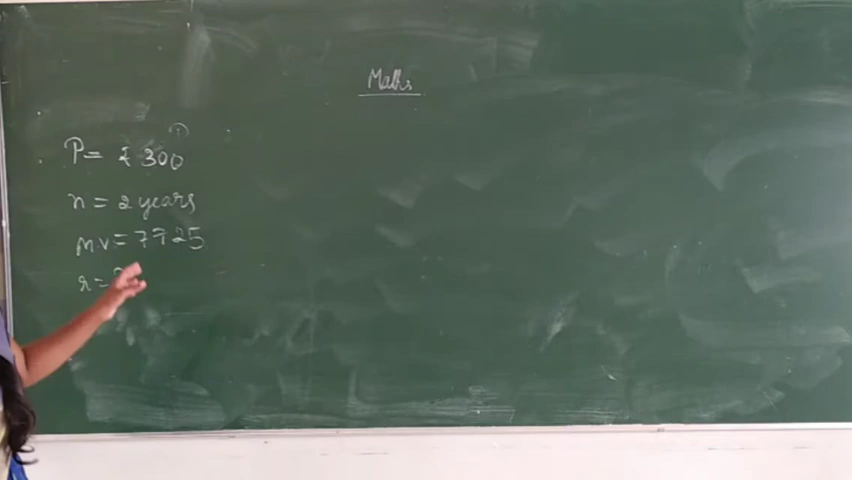 Maths
P = ₹ 300
n = 2 years
MV = 7725
r = ?